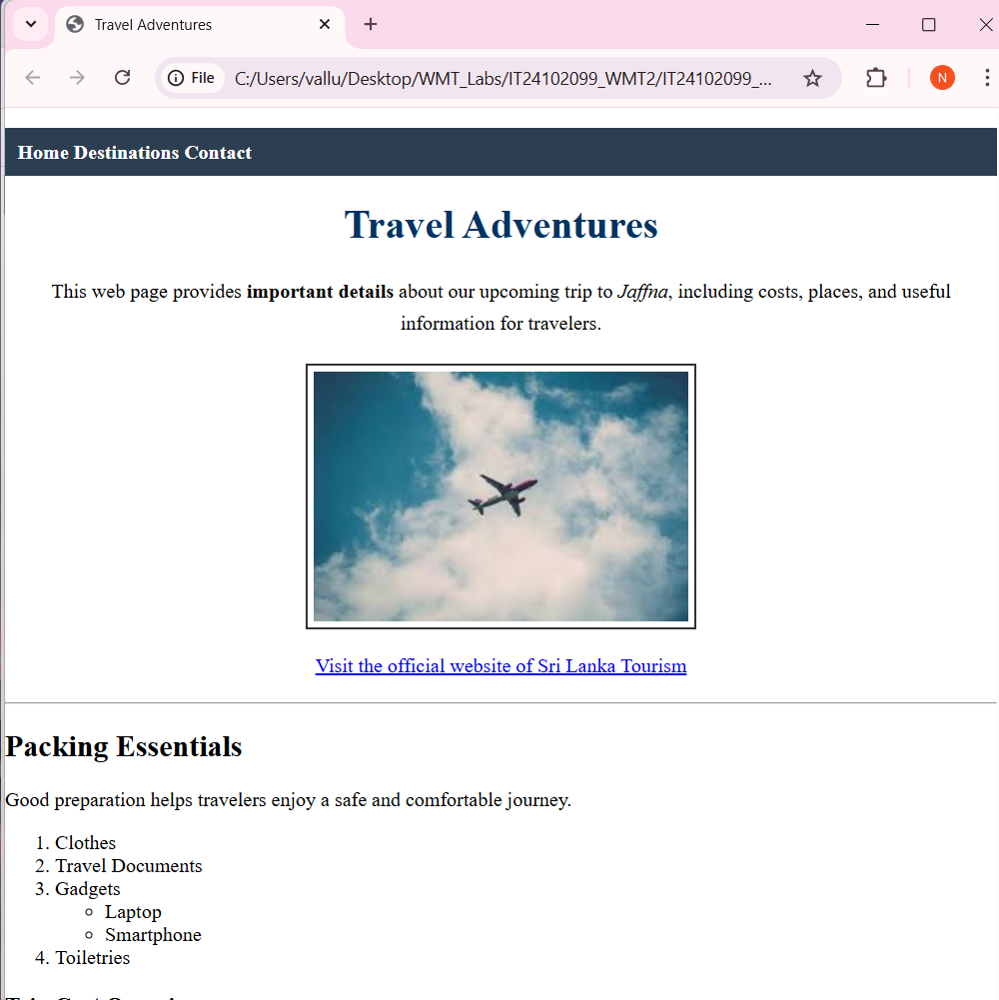 Travel Adventures
File C:/Users/vallu/Desktop/WMT_Labs/IT24102099_WMT2/IT24102099_...
N
Home Destinations Contact
Travel Adventures
This web page provides important details about our upcoming trip to Jaffna, including costs, places, and useful
information for travelers.
Visit the official website of Sri Lanka Tourism
Packing Essentials
Good preparation helps travelers enjoy a safe and comfortable journey.
1. Clothes
2. Travel Documents
3. Gadgets
Laptop
Smartphone
4. Toiletries